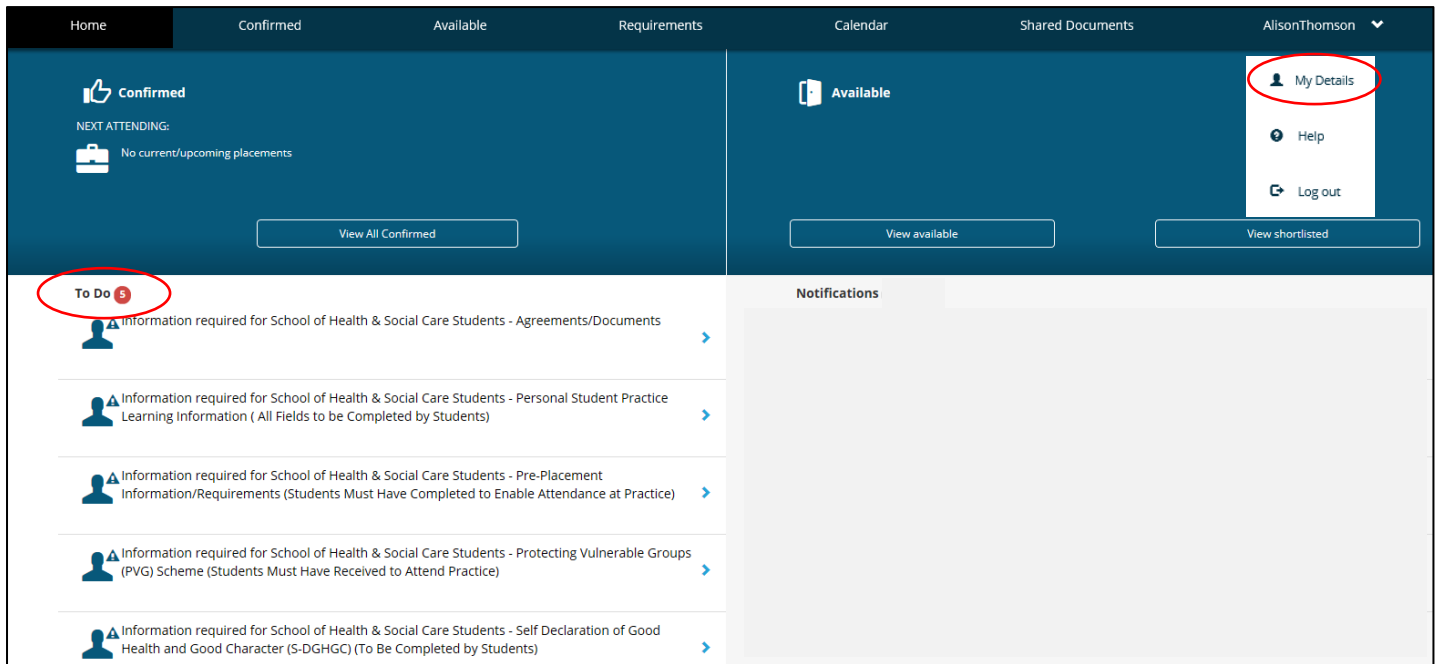 Home Confirmed Available Requirements Calendar Shared Documents AlisonThomson
Confirmed
NEXT ATTENDING:
No current/upcoming placements
View All Confirmed
Available
My Details
Help
Log out
View available
View shortlisted
To Do 5
Information required for School of Health & Social Care Students - Agreements/Documents
Information required for School of Health & Social Care Students - Personal Student Practice
Learning Information ( All Fields to be Completed by Students)
Information required for School of Health & Social Care Students - Pre-Placement
Information/Requirements (Students Must Have Completed to Enable Attendance at Practice)
Information required for School of Health & Social Care Students - Protecting Vulnerable Groups
(PVG) Scheme (Students Must Have Received to Attend Practice)
Information required for School of Health & Social Care Students - Self Declaration of Good
Health and Good Character (S-DGHGC) (To Be Completed by Students)
Notifications